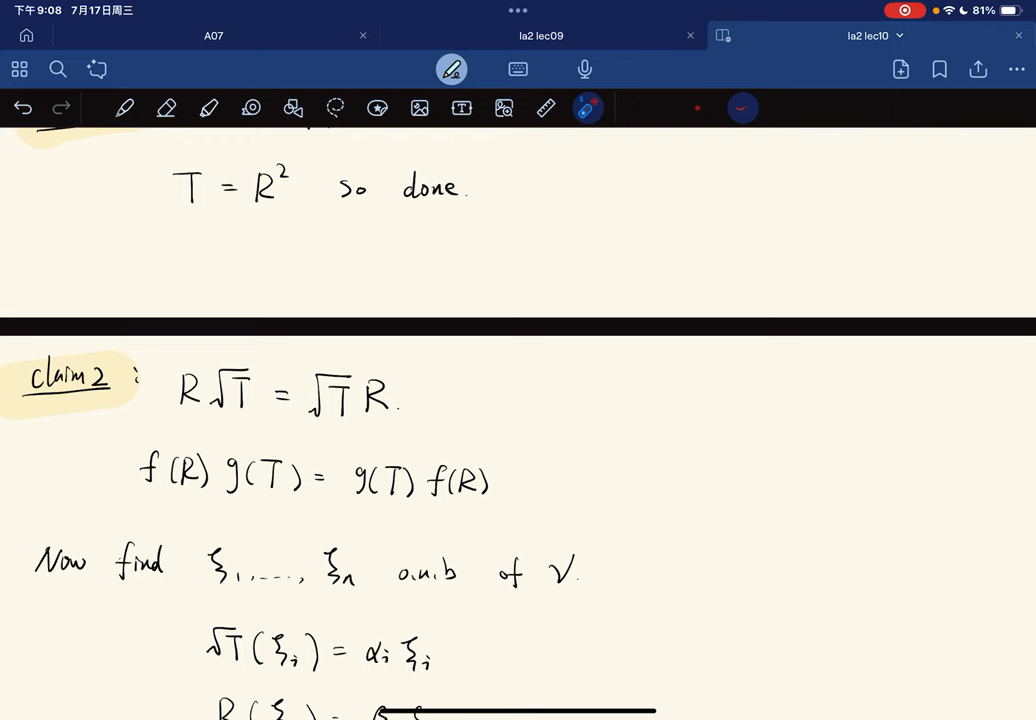 下午9:08 7月17日周三
81%
A07
la2 lec09
la2 lec10
T = R² so done.
claim 2 : R√T = √T R.
f(R) g(T) = g(T) f(R)
Now find ξ₁, ...., ξₙ o.n.b of V.
√T(ξᵢ) = αᵢ ξᵢ